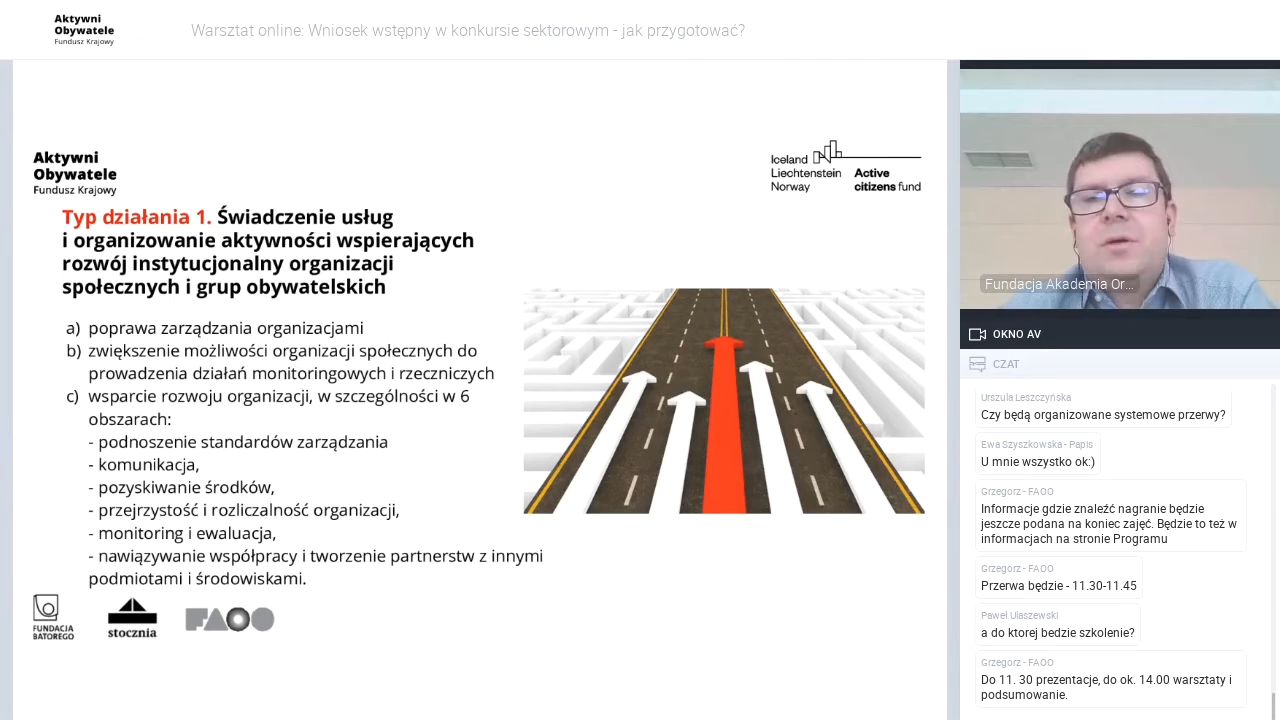 Aktywni
Obywatele
Fundusz Krajowy
Warsztat online: Wniosek wstępny w konkursie sektorowym - jak przygotować?
Aktywni
Obywatele
Fundusz Krajowy
Iceland
Liechtenstein
Norway
Active
citizens fund
Typ działania 1. Świadczenie usług
i organizowanie aktywności wspierających
rozwój instytucjonalny organizacji
społecznych i grup obywatelskich
a) poprawa zarządzania organizacjami
b) zwiększenie możliwości organizacji społecznych do
prowadzenia działań monitoringowych i rzeczniczych
c) wsparcie rozwoju organizacji, w szczególności w 6
obszarach:
- podnoszenie standardów zarządzania
- komunikacja,
- pozyskiwanie środków,
- przejrzystość i rozliczalność organizacji,
- monitoring i ewaluacja,
- nawiązywanie współpracy i tworzenie partnerstw z innymi
podmiotami i środowiskami.
FUNDACJA
BATOREGO
stocznia
FAOO
Fundacja Akademia Or...
OKNO AV
CZAT
Urszula Leszczyńska
Czy będą organizowane systemowe przerwy?
Ewa Szyszkowska - Papis
U mnie wszystko ok:)
Grzegorz - FAOO
Informacje gdzie znaleźć nagranie będzie
jeszcze podana na koniec zajęć. Będzie to też w
informacjach na stronie Programu
Grzegorz - FAOO
Przerwa będzie - 11.30-11.45
Paweł Ulaszewski
a do ktorej bedzie szkolenie?
Grzegorz - FAOO
Do 11. 30 prezentacje, do ok. 14.00 warsztaty i
podsumowanie.